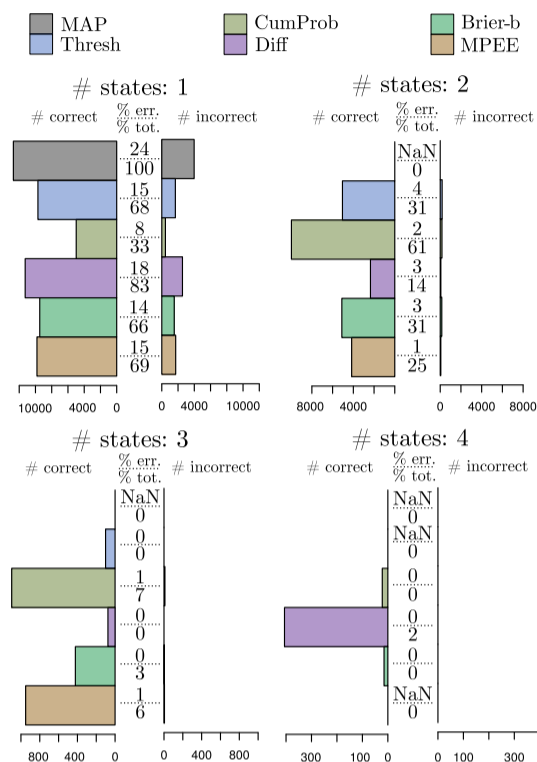 MAP CumProb Brier-b
Thresh Diff MPEE
# states: 1 # states: 2
# correct % err. # incorrect # correct % err. # incorrect
% tot. % tot.
24 NaN
100 0
15 4
68 31
8 2
33 61
18 3
83 14
14 3
66 31
15 1
69 25
10000 4000 0 0 4000 10000 8000 4000 0 4000 8000
# states: 3 # states: 4
# correct % err. # incorrect # correct % err. # incorrect
% tot. % tot.
NaN NaN
0 0
0 NaN
0 0
1 0
7 0
0 0
0 2
0 0
3 0
1 NaN
6 0
800 400 0 0 400 800 300 100 0 0 100 300